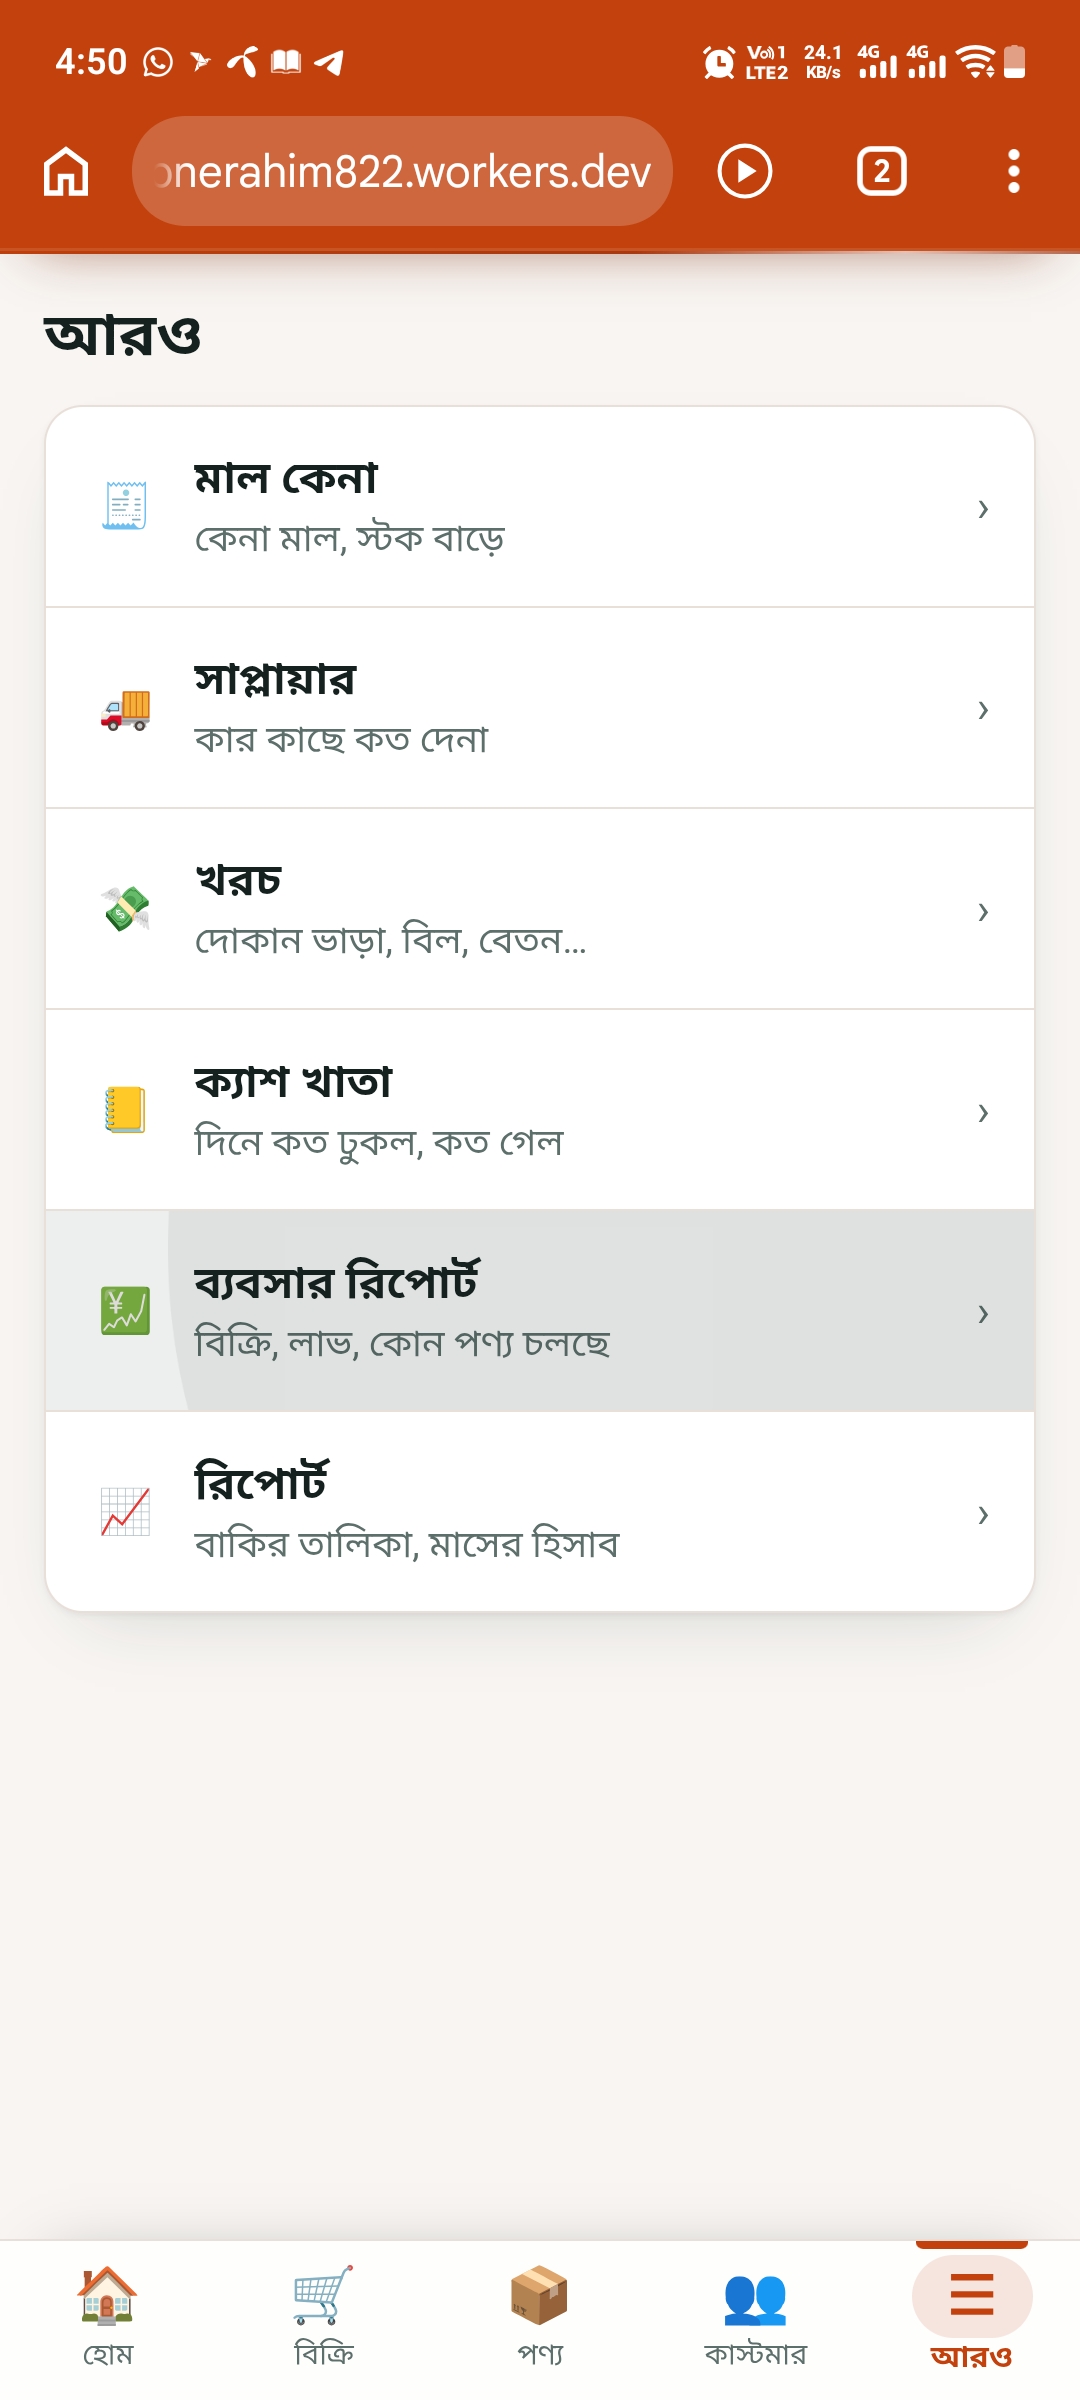 4:50
Vo) 1
LTE2
24.1
KB/s
4G
4G
nerahim822.workers.dev
2
আরও
মাল কেনা
কেনা মাল, স্টক বাড়ে
সাপ্লায়ার
কার কাছে কত দেনা
খরচ
দোকান ভাড়া, বিল, বেতন...
ক্যাশ খাতা
দিনে কত ঢুকল, কত গেল
ব্যবসার রিপোর্ট
বিক্রি, লাভ, কোন পণ্য চলছে
রিপোর্ট
বাকির তালিকা, মাসের হিসাব
হোম
বিক্রি
পণ্য
কাস্টমার
আরও